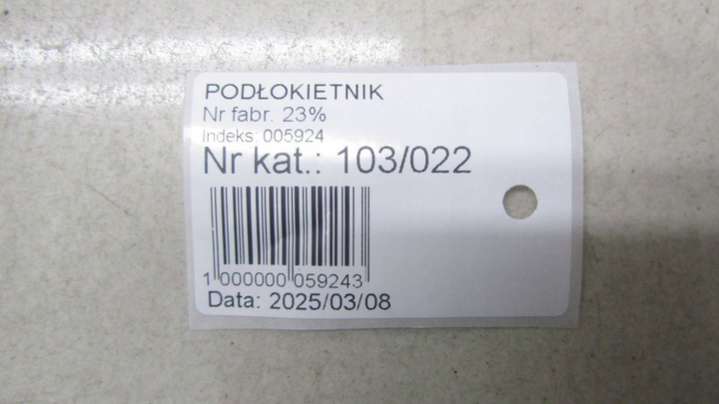 PODŁOKIETNIK
Nr fabr. 23%
Indeks: 005924
Nr kat.: 103/022
1 000000 059243
Data: 2025/03/08